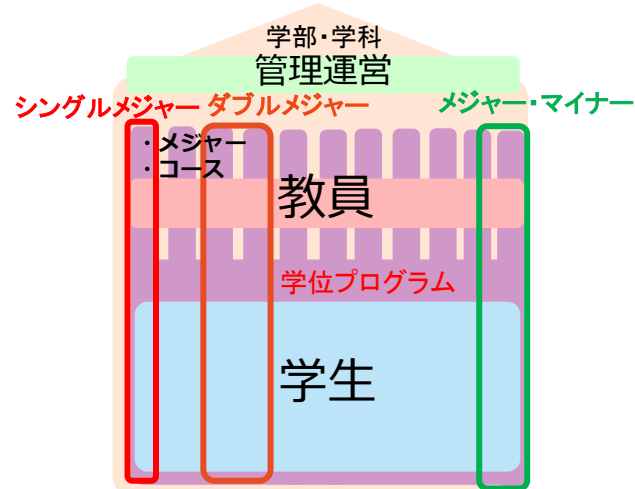 学部・学科
管理運営
シングルメジャー
ダブルメジャー
メジャー・マイナー
・メジャー
・コース
教員
学位プログラム
学生